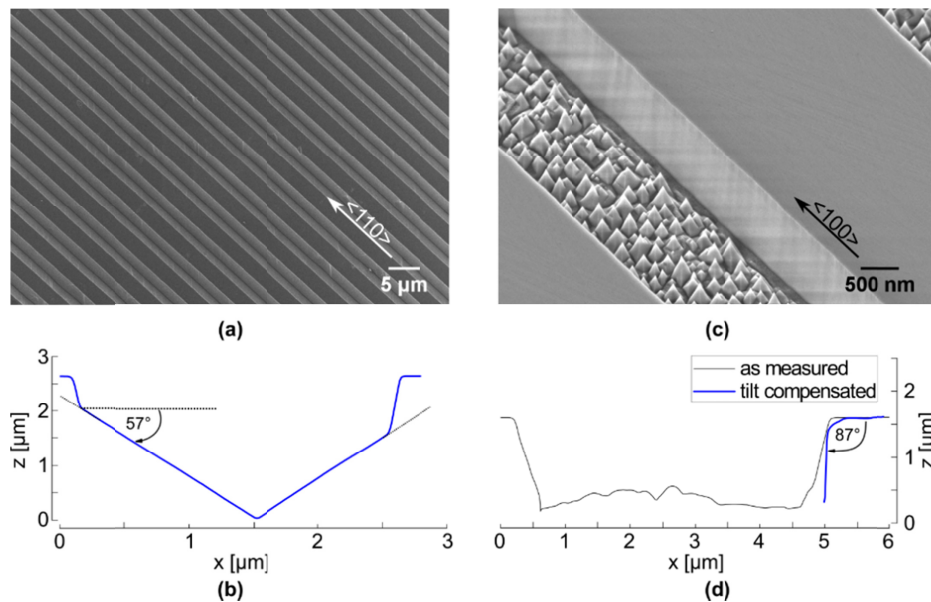 <110>
5 µm
(a)
<100>
500 nm
(c)
3
2
1
0
z [µm]
57°
0
1
2
3
x [µm]
(b)
as measured
tilt compensated
87°
2
1
0
z [µm]
0
1
2
3
4
5
6
x [µm]
(d)